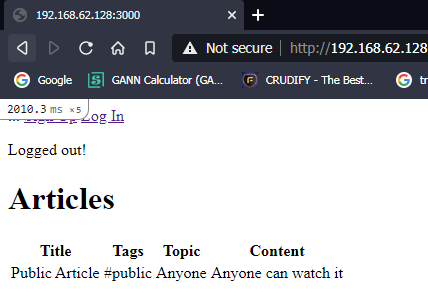 192.168.62.128:3000
Not secure http://192.168.62.128
Google GANN Calculator (GA... CRUDIFY - The Best... tr
2010.3 ms ×5
Sign Up Log In
Logged out!
Articles
Title Tags Topic Content
Public Article #public Anyone Anyone can watch it